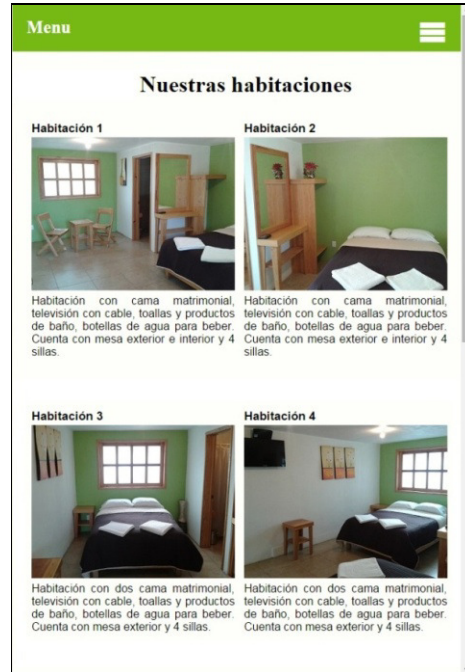 Menu
Nuestras habitaciones
Habitación 1
Habitación con cama matrimonial,
televisión con cable, toallas y productos
de baño, botellas de agua para beber.
Cuenta con mesa exterior e interior y 4
sillas.
Habitación 2
Habitación con cama matrimonial,
televisión con cable, toallas y productos
de baño, botellas de agua para beber.
Cuenta con mesa exterior e interior y 4
sillas.
Habitación 3
Habitación con dos cama matrimonial,
televisión con cable, toallas y productos
de baño, botellas de agua para beber.
Cuenta con mesa exterior y 4 sillas.
Habitación 4
Habitación con dos cama matrimonial,
televisión con cable, toallas y productos
de baño, botellas de agua para beber.
Cuenta con mesa exterior y 4 sillas.